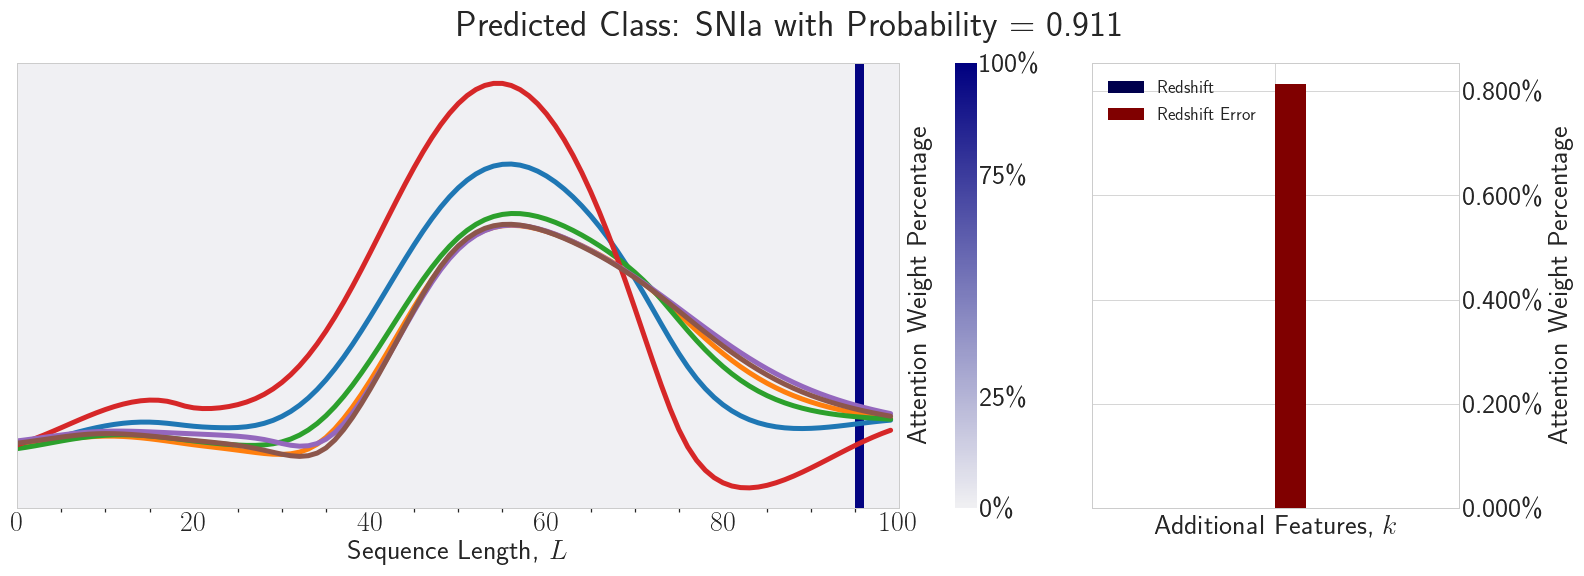 Predicted Class: SNIa with Probability = 0.911
0 20 40 60 80 100
Sequence Length, L
100%
75%
25%
0%
Attention Weight Percentage
Redshift
Redshift Error
Additional Features, k
0.800%
0.600%
0.400%
0.200%
0.000%
Attention Weight Percentage